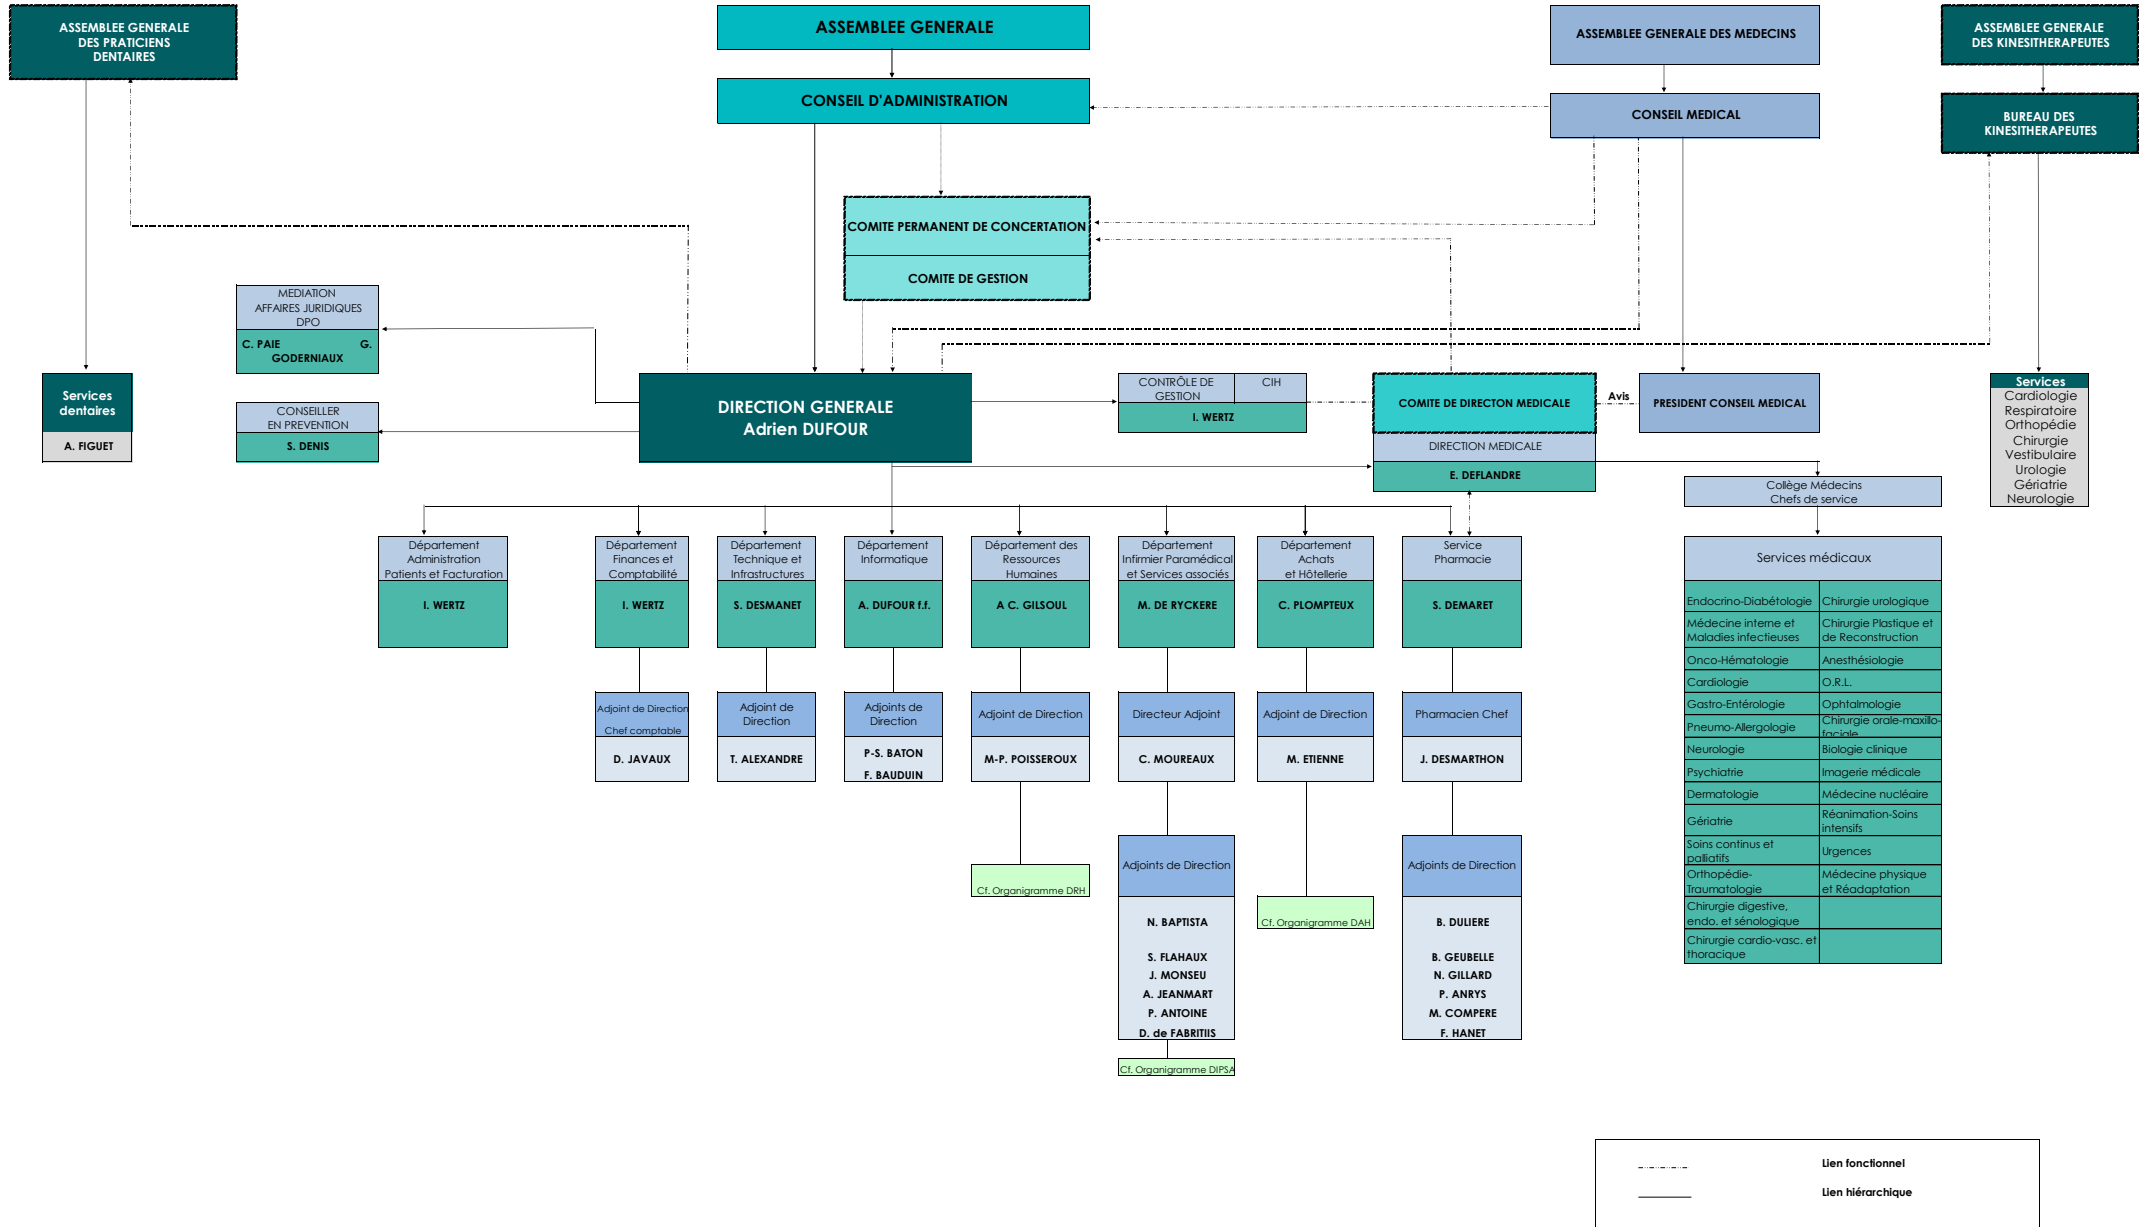 ASSEMBLEE GENERALE
DES PRATICIENS
DENTAIRES
ASSEMBLEE GENERALE
ASSEMBLEE GENERALE DES MEDECINS
ASSEMBLEE GENERALE
DES KINESITHERAPEUTES
CONSEIL D'ADMINISTRATION
CONSEIL MEDICAL
BUREAU DES
KINESITHERAPEUTES
COMITE PERMANENT DE CONCERTATION
COMITE DE GESTION
MEDIATION
AFFAIRES JURIDIQUES
DPO
C. PAIE G.
GODERNIAUX
Services
dentaires
A. FIGUET
CONSEILLER
EN PREVENTION
S. DENIS
DIRECTION GENERALE
Adrien DUFOUR
CONTRÔLE DE
GESTION
CIH
I. WERTZ
COMITE DE DIRECTON MEDICALE
Avis
PRESIDENT CONSEIL MEDICAL
DIRECTION MEDICALE
E. DEFLANDRE
Services
Cardiologie
Respiratoire
Orthopédie
Chirurgie
Vestibulaire
Urologie
Gériatrie
Neurologie
Collège Médecins
Chefs de service
Département
Administration
Patients et Facturation
I. WERTZ
Département
Finances et
Comptabilité
I. WERTZ
Département
Technique et
Infrastructures
S. DESMANET
Département
Informatique
A. DUFOUR f.f.
Département des
Ressources
Humaines
A C. GILSOUL
Département
Infirmier Paramédical
et Services associés
M. DE RYCKERE
Département
Achats
et Hôtellerie
C. PLOMPTEUX
Service
Pharmacie
S. DEMARET
Adjoint de Direction
Chef comptable
D. JAVAUX
Adjoint de
Direction
T. ALEXANDRE
Adjoints de
Direction
P-S. BATON
F. BAUDUIN
Adjoint de Direction
M-P. POISSEROUX
Directeur Adjoint
C. MOUREAUX
Adjoint de Direction
M. ETIENNE
Pharmacien Chef
J. DESMARTHON
Cf. Organigramme DRH
Adjoints de Direction
N. BAPTISTA
S. FLAHAUX
J. MONSEU
A. JEANMART
P. ANTOINE
D. de FABRITIIS
Cf. Organigramme DIPSA
Cf. Organigramme DAH
Adjoints de Direction
B. DULIERE
B. GEUBELLE
N. GILLARD
P. ANRYS
M. COMPERE
F. HANET
Services médicaux
Endocrino-Diabétologie
Chirurgie urologique
Médecine interne et
Maladies infectieuses
Chirurgie Plastique et
de Reconstruction
Onco-Hématologie
Anesthésiologie
Cardiologie
O.R.L.
Gastro-Entérologie
Ophtalmologie
Pneumo-Allergologie
Chirurgie orale-maxillo-
faciale
Neurologie
Biologie clinique
Psychiatrie
Imagerie médicale
Dermatologie
Médecine nucléaire
Gériatrie
Réanimation-Soins
intensifs
Soins continus et
palliatifs
Urgences
Orthopédie-
Traumatologie
Médecine physique
et Réadaptation
Chirurgie digestive,
endo. et sénologique
Chirurgie cardio-vasc. et
thoracique
Lien fonctionnel
Lien hiérarchique